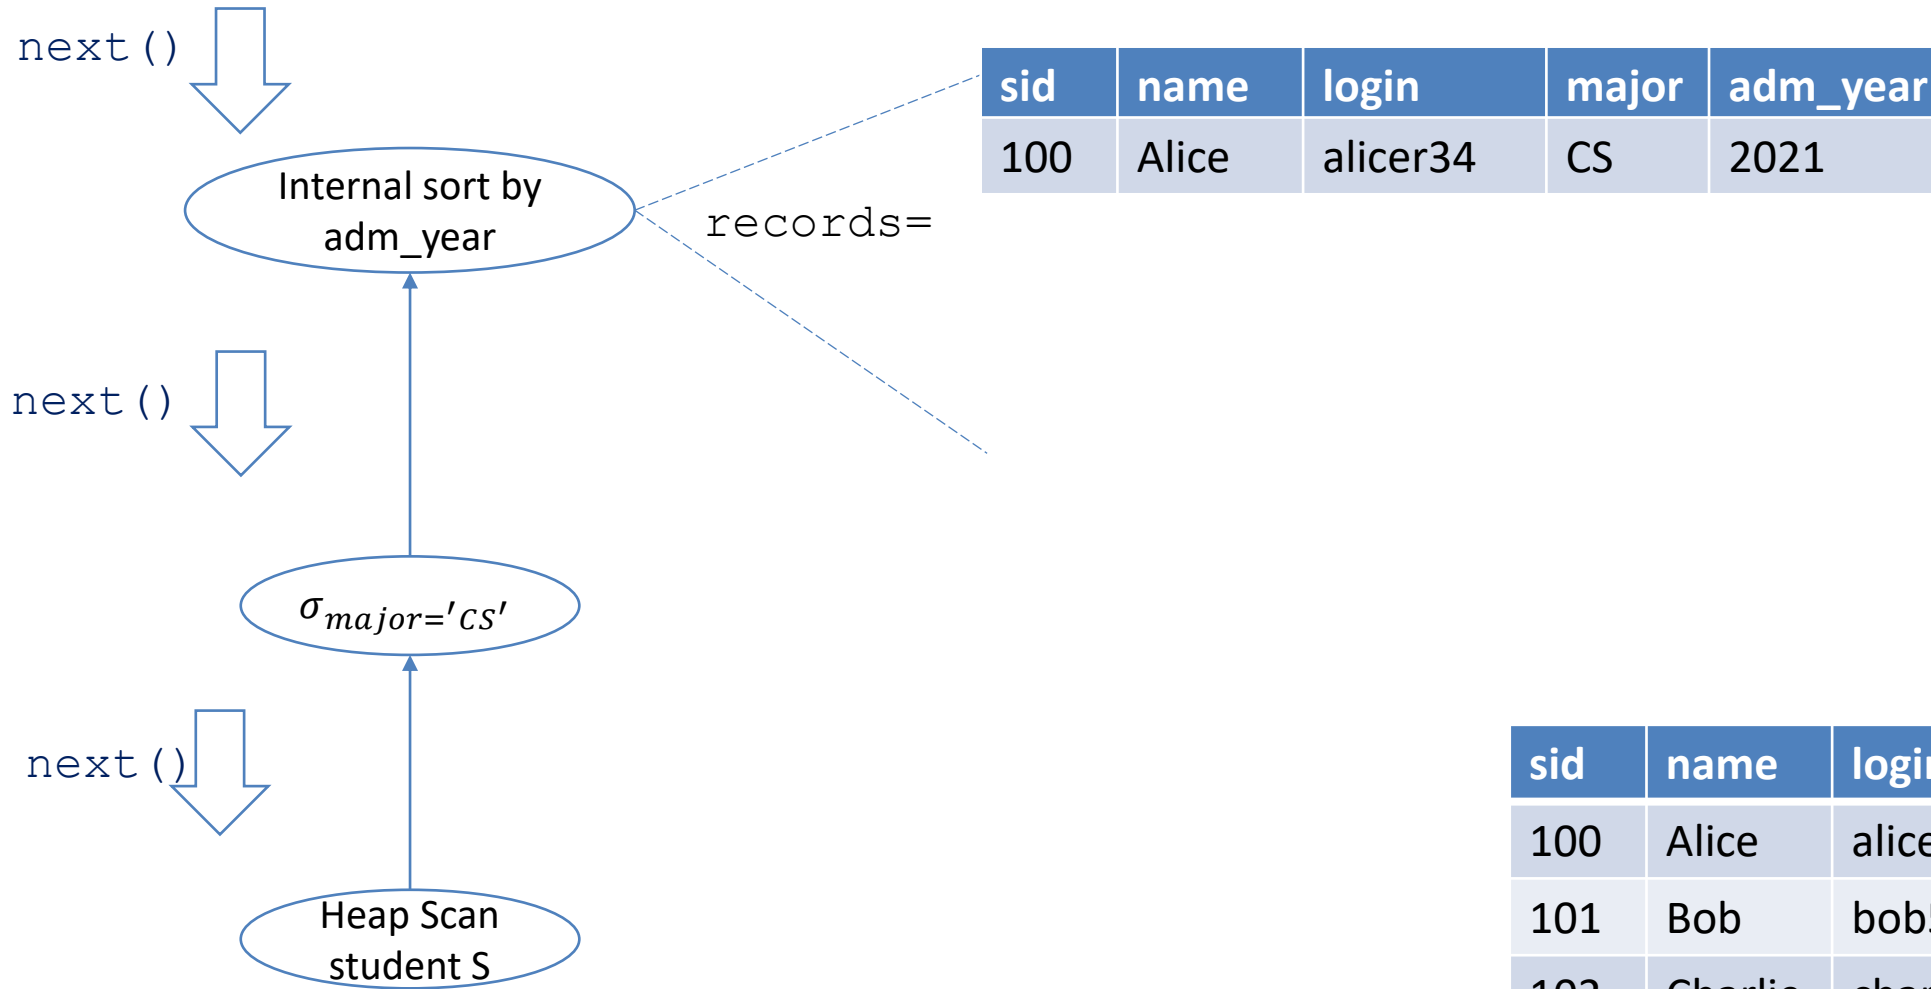 next()
sid name login major adm_year
100 Alice alicer34 CS 2021
Internal sort by
adm_year
records=
next()
σmajor='CS'
next()
sid name
100 Alice
101 Bob
Heap Scan
student S